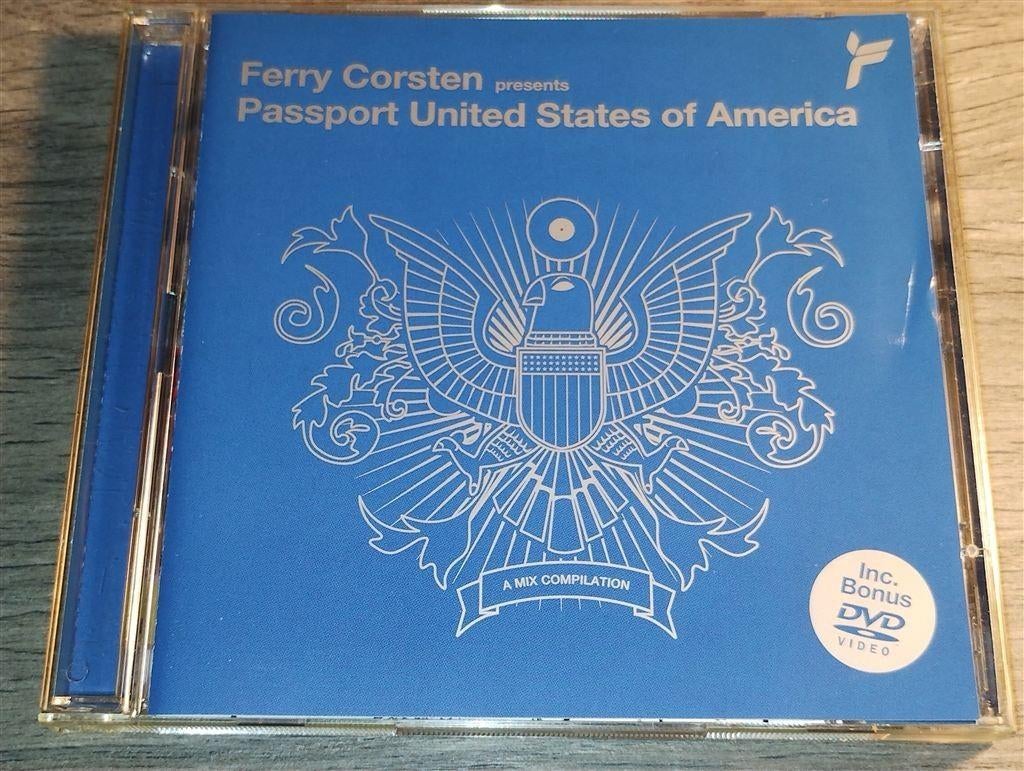 Ferry Corsten presents
Passport United States of America
A MIX COMPILATION
Inc.
Bonus
DVD
VIDEO